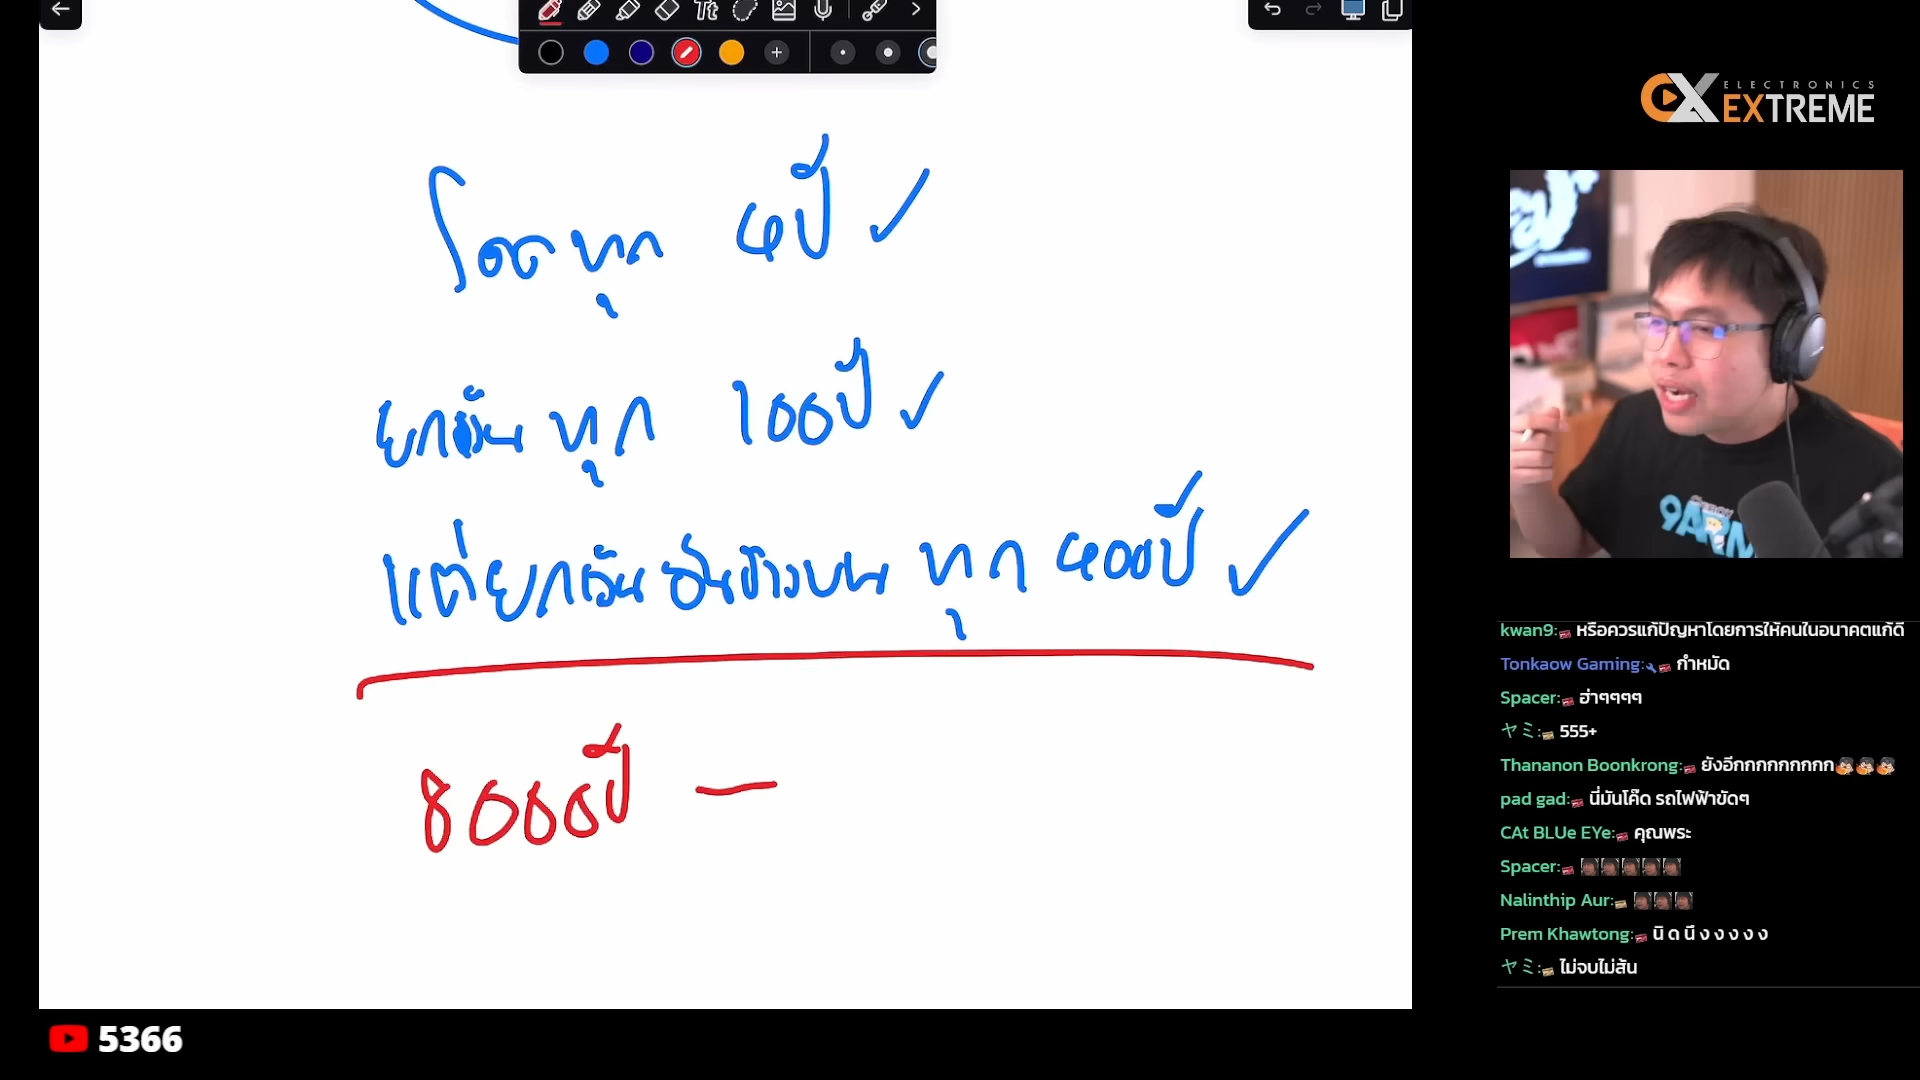 Tt
ELECTRONICS
EXTREME
โดดทุก 4ปี ✓
ยกเว้น ทุก 100ปี ✓
แต่ยกเว้นอันข้างบน ทุก 400ปี ✓
8000ปี —
9ARM
kwan9: หรือควรแก้ปัญหาโดยการให้คนในอนาคตแก้ดี
Tonkaow Gaming: กำหมัด
Spacer: ฮ่าๆๆๆๆ
ヤミ: 555+
Thananon Boonkrong: ยังอีกกกกกกกกก
pad gad: นี่มันโค๊ด รถไฟฟ้าชัดๆ
CAt BLUe EYe: คุณพระ
Spacer:
Nalinthip Aur:
Prem Khawtong: นิ ด นึ ง ง ง ง ง
ヤミ: ไม่จบไม่สิ้น
5366